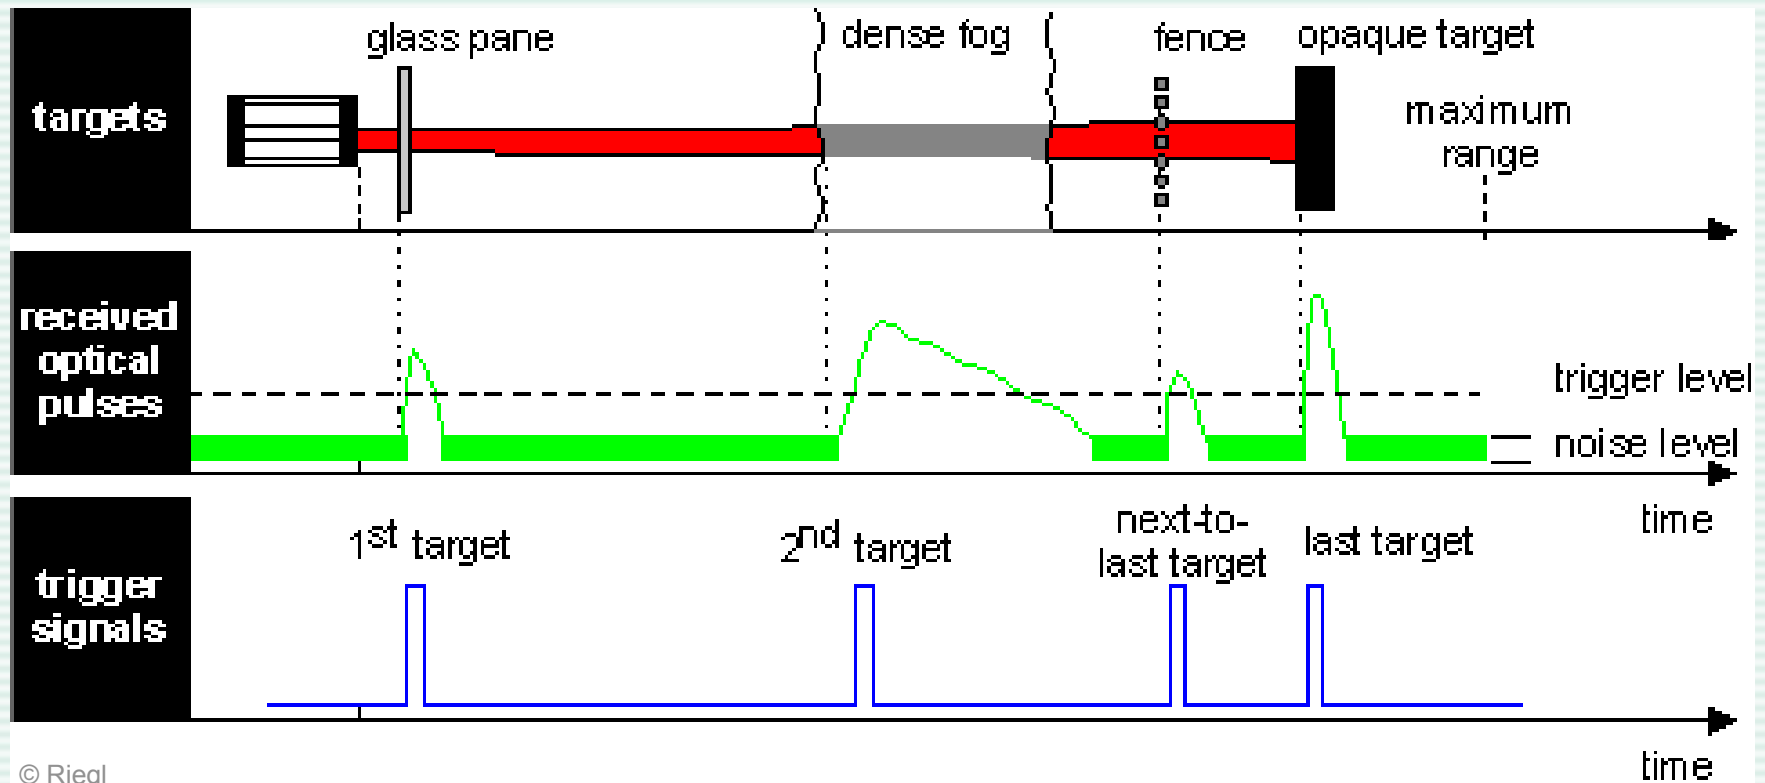 targets
glass pane
dense fog
fence
opaque target
maximum
range
received
optical
pulses
trigger level
noise level
time
trigger
signals
1st target
2nd target
next-to-
last target
last target
time
© Riegl